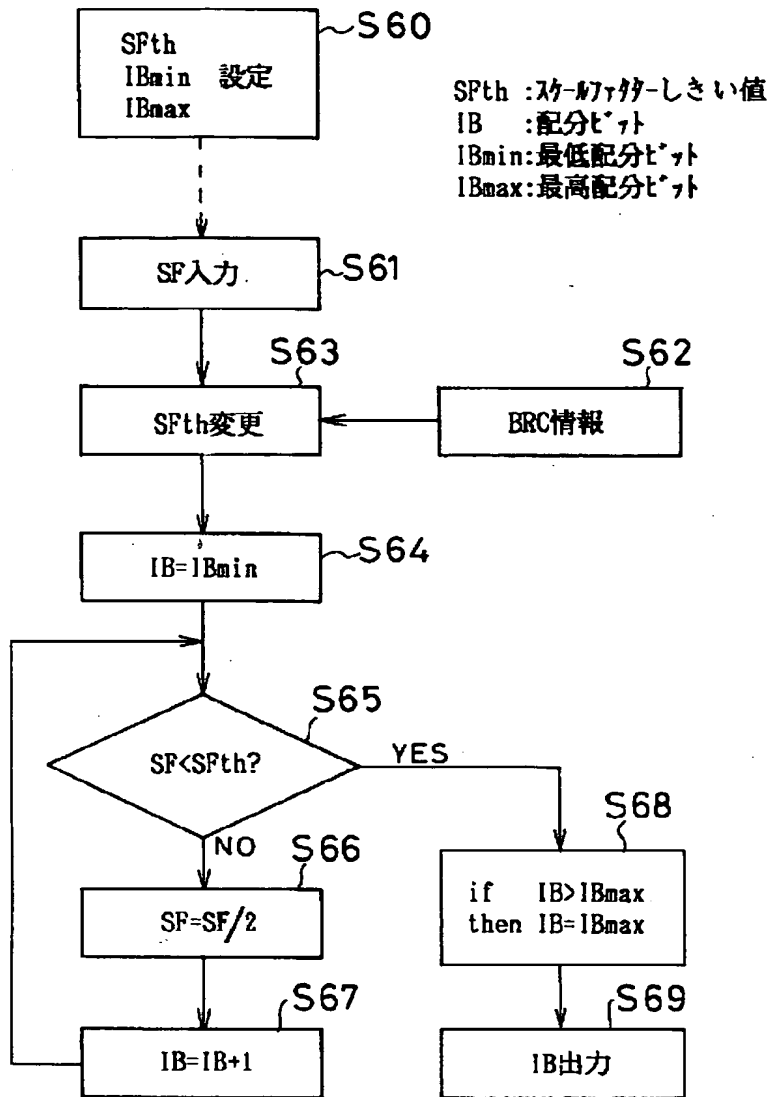 S60
SFth
IBmin 設定
IBmax
SFth :スケールファクターしきい値
IB :配分ビット
IBmin:最低配分ビット
IBmax:最高配分ビット
SF入力
S61
S63
S62
SFth変更
BRC情報
IB=IBmin
S64
S65
SF<SFth?
YES
NO
S66
S68
SF=SF/2
if IB>IBmax
then IB=IBmax
S67
S69
IB=IB+1
IB出力